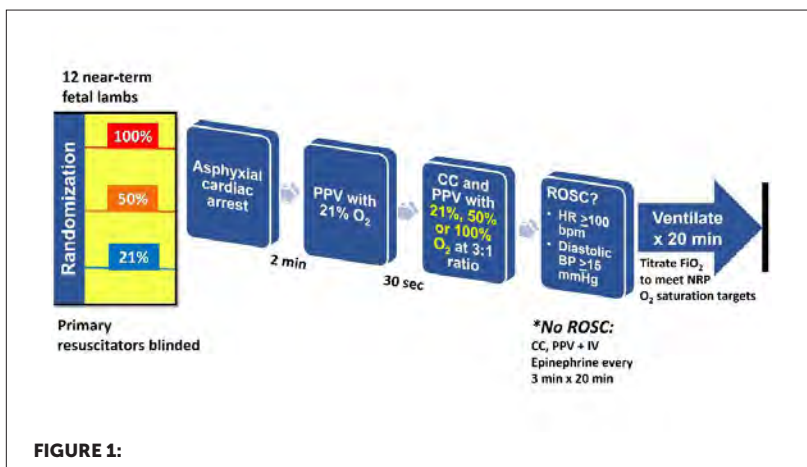 12 near-term
fetal lambs
Randomization
100%
50%
21%
Primary
resuscitators blinded
Asphyxial
cardiac
arrest
2 min
PPV with
21% O₂
30 sec
CC and
PPV with
21%, 50%
or 100%
O₂ at 3:1
ratio
ROSC?
• HR ≥100
bpm
• Diastolic
BP ≥15
mmHg
*No ROSC:
CC, PPV + IV
Epinephrine every
3 min x 20 min
Ventilate
x 20 min
Titrate FiO₂
to meet NRP
O₂ saturation targets
FIGURE 1: